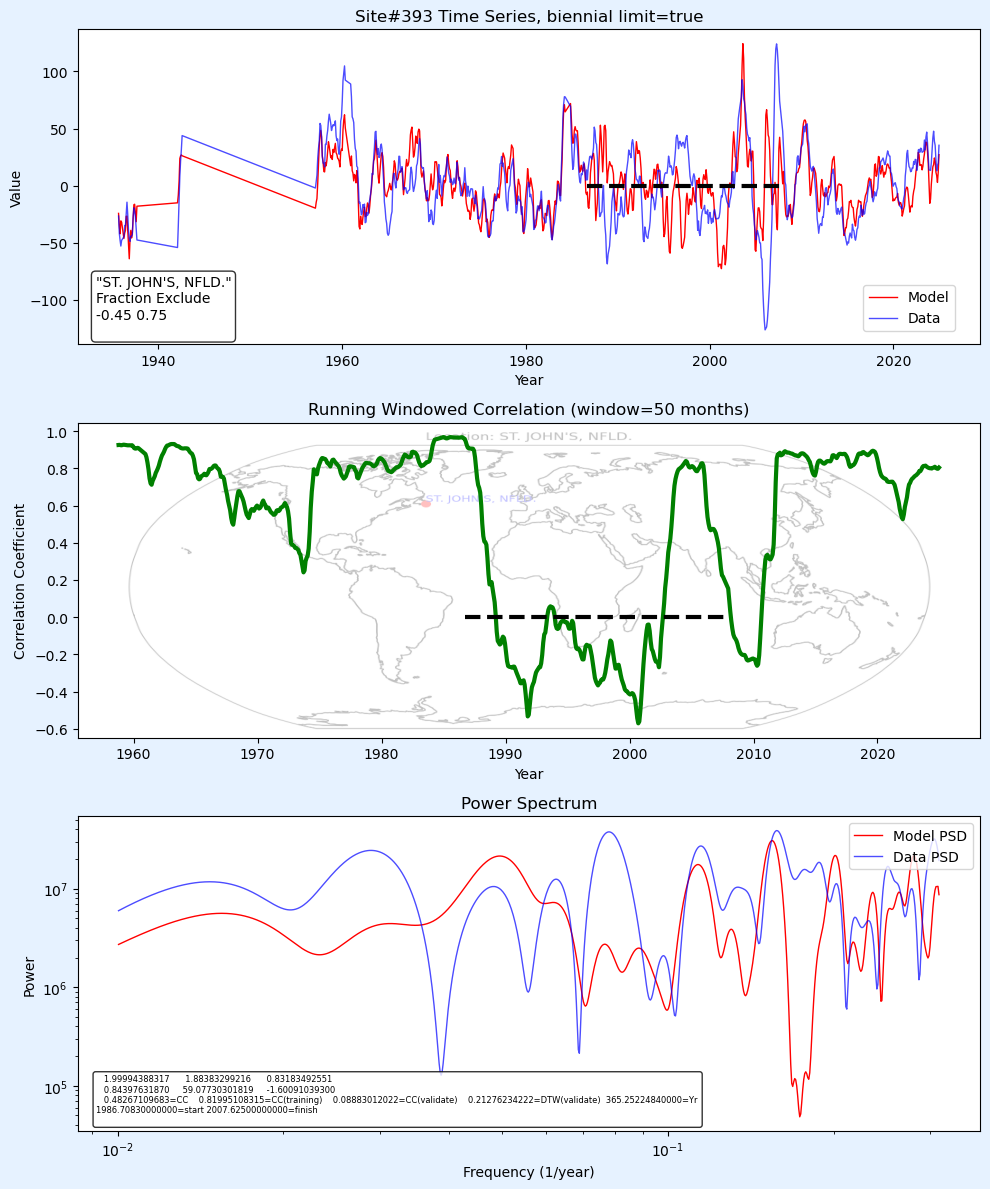 Site#393 Time Series, biennial limit=true
Value
100
50
0
−50
−100
"ST. JOHN'S, NFLD."
Fraction Exclude
-0.45 0.75
Model
Data
1940
1960
1980
2000
2020
Year
Running Windowed Correlation (window=50 months)
Correlation Coefficient
1.0
0.8
0.6
0.4
0.2
0.0
−0.2
−0.4
−0.6
Location: ST. JOHN'S, NFLD.
ST. JOHN'S, NFLD.
1960
1970
1980
1990
2000
2010
2020
Year
Power Spectrum
Power
10⁷
10⁶
10⁵
Model PSD
Data PSD
1.99994388317 1.88383299216 0.83183492551
0.84397631870 59.07730301819 -1.60091039300
0.48267109683=CC 0.81995108315=CC(training) 0.08883012022=CC(validate) 0.21276234222=DTW(validate) 365.25224840000=Yr
1986.70830000000=start 2007.62500000000=finish
10⁻²
10⁻¹
Frequency (1/year)